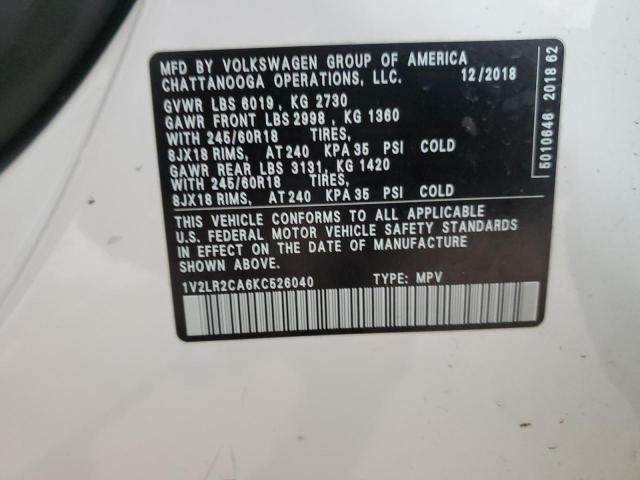 MFD BY VOLKSWAGEN GROUP OF AMERICA
CHATTANOOGA OPERATIONS, LLC. 12/2018
GVWR LBS 6019, KG 2730
GAWR FRONT LBS 2998, KG 1360
WITH 245/60R18 TIRES,
8JX18 RIMS, AT 240 KPA 35 PSI COLD
GAWR REAR LBS 3131, KG 1420
WITH 245/60R18 TIRES,
8JX18 RIMS, AT 240 KPA 35 PSI COLD
THIS VEHICLE CONFORMS TO ALL APPLICABLE
U.S. FEDERAL MOTOR VEHICLE SAFETY STANDARDS
IN EFFECT ON THE DATE OF MANUFACTURE
SHOWN ABOVE.
1V2LR2CA6KC526040 TYPE: MPV
5010646 2018 62